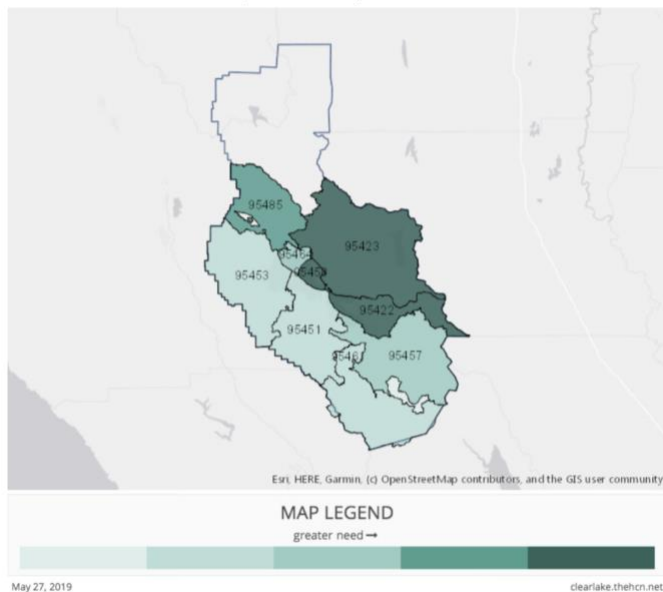 95485
95423
95464
95453
95422
95451
95457
Esri, HERE, Garmin, (c) OpenStreetMap contributors, and the GIS user community
MAP LEGEND
greater need →
May 27, 2019
clearlake.thehcn.net